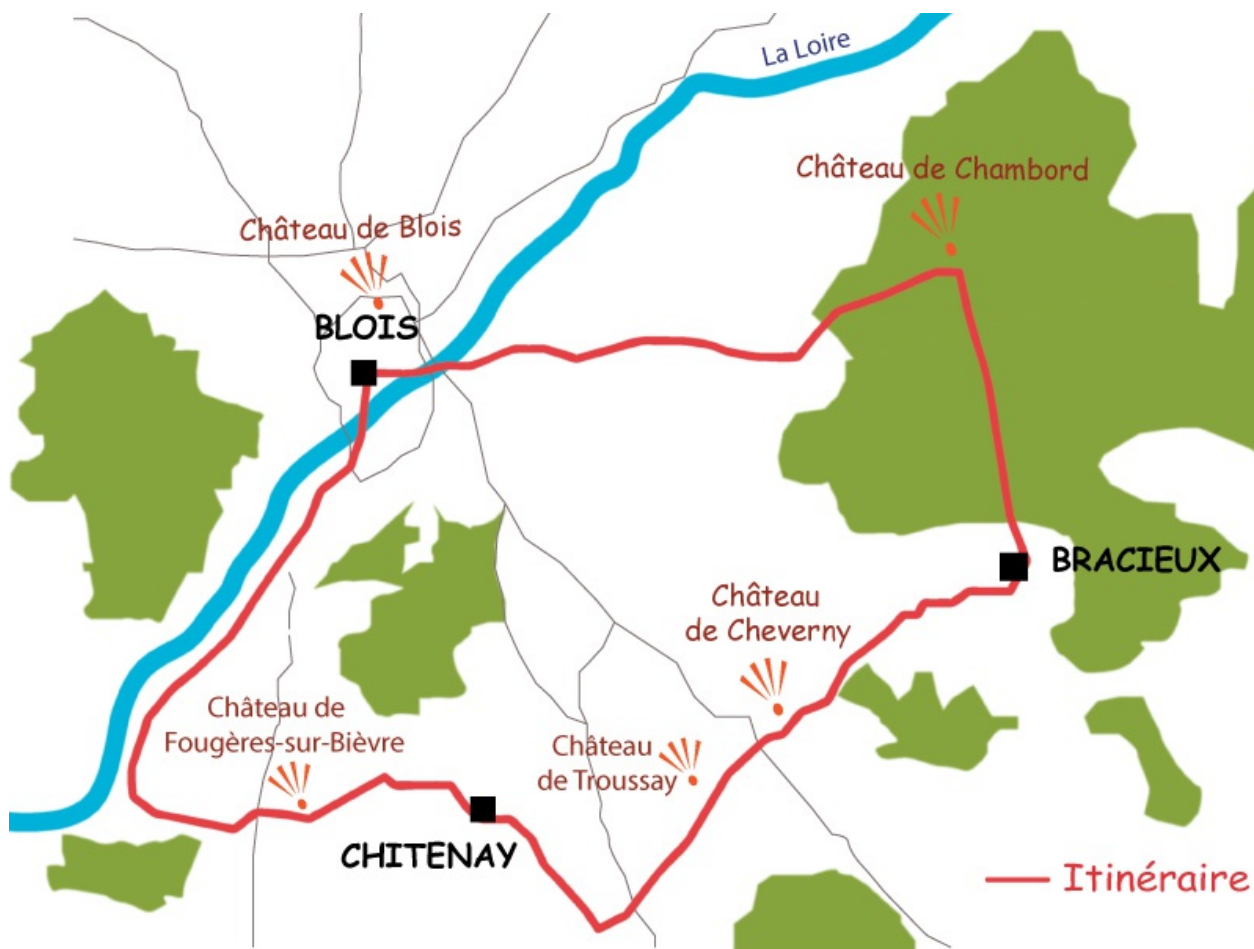 La Loire
Château de Chambord
Château de Blois
BLOIS
BRACIEUX
Château
de Cheverny
Château de
Fougères-sur-Bièvre
Château
de Troussay
CHITENAY
Itinéraire